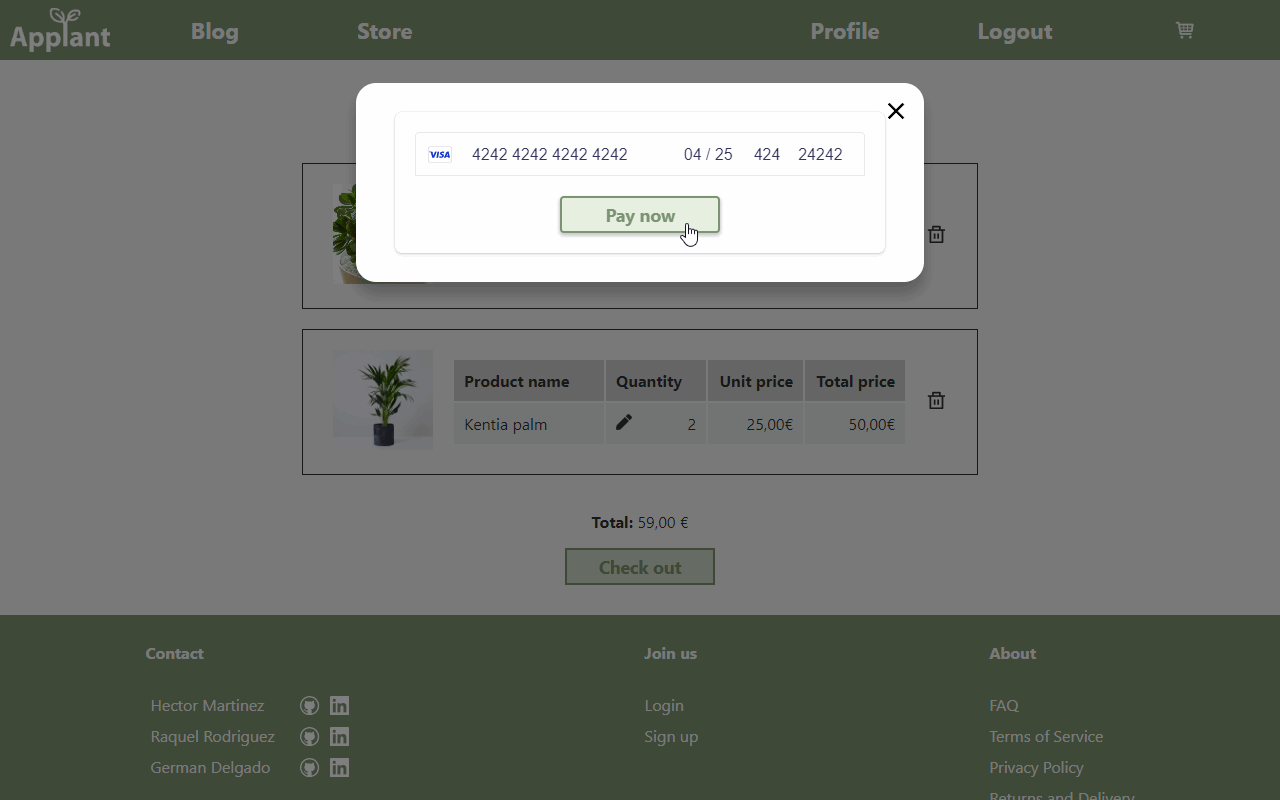 Applant Blog Store Profile Logout
VISA 4242 4242 4242 4242 04 / 25 424 24242
Pay now
Product name Quantity Unit price Total price
Kentia palm 2 25,00€ 50,00€
Total: 59,00 €
Check out
Contact Join us About
Hector Martinez in Login FAQ
Raquel Rodriguez in Sign up Terms of Service
German Delgado in Privacy Policy
Returns and Delivery